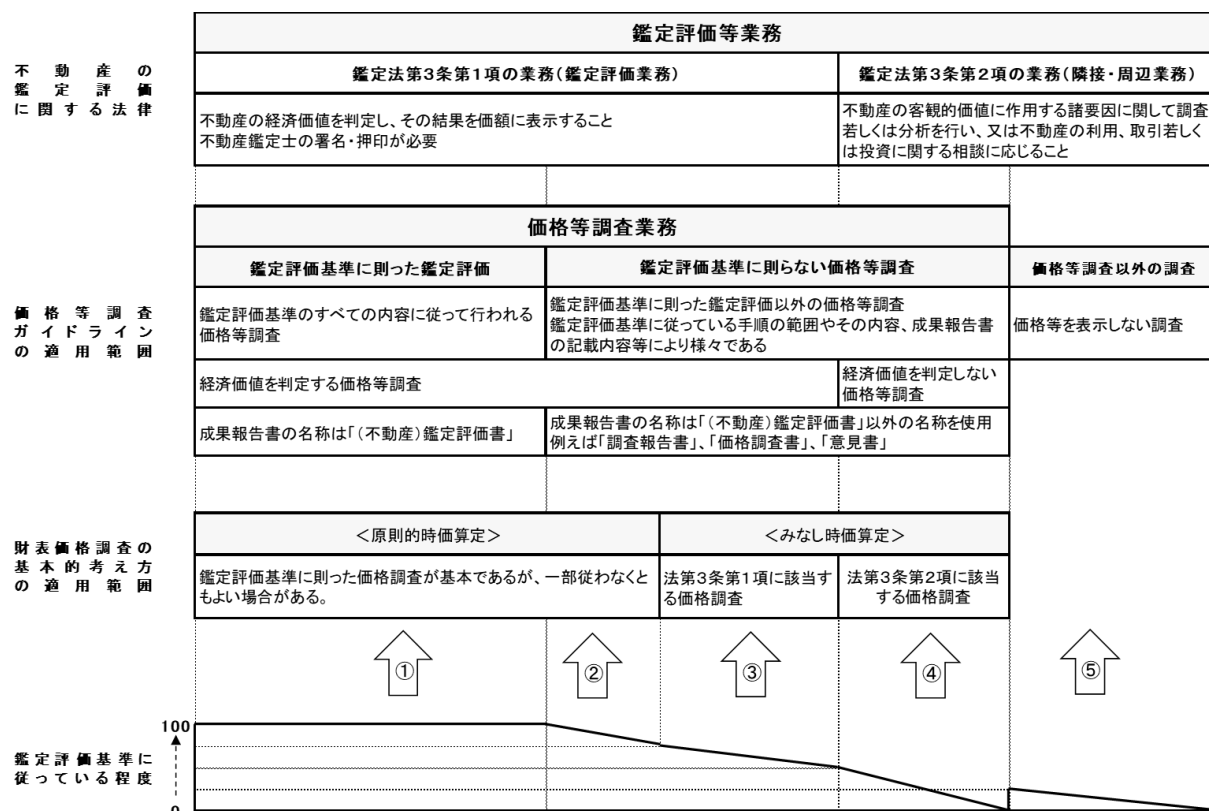 鑑定評価等業務
不動産の
鑑定評価
に関する法律
鑑定法第3条第1項の業務(鑑定評価業務)
鑑定法第3条第2項の業務(隣接・周辺業務)
不動産の経済価値を判定し、その結果を価額に表示すること
不動産鑑定士の署名・押印が必要
不動産の客観的価値に作用する諸要因に関して調査
若しくは分析を行い、又は不動産の利用、取引若しく
は投資に関する相談に応じること
価格等調査業務
価格等調査
ガイドライン
の適用範囲
鑑定評価基準に則った鑑定評価
鑑定評価基準に則らない価格等調査
価格等調査以外の調査
鑑定評価基準のすべての内容に従って行われる
価格等調査
鑑定評価基準に則った鑑定評価以外の価格等調査
鑑定評価基準に従っている手順の範囲やその内容、成果報告書
の記載内容等により様々である
価格等を表示しない調査
経済価値を判定する価格等調査
経済価値を判定しない
価格等調査
成果報告書の名称は「(不動産)鑑定評価書」
成果報告書の名称は「(不動産)鑑定評価書」以外の名称を使用
例えば「調査報告書」、「価格調査書」、「意見書」
財表価格調査の
基本的考え方
の適用範囲
<原則的時価算定>
<みなし時価算定>
鑑定評価基準に則った価格調査が基本であるが、一部従わなくと
もよい場合がある。
法第3条第1項に該当す
る価格調査
法第3条第2項に該当
する価格調査
①
②
③
④
⑤
鑑定評価基準に
従っている程度
100
0